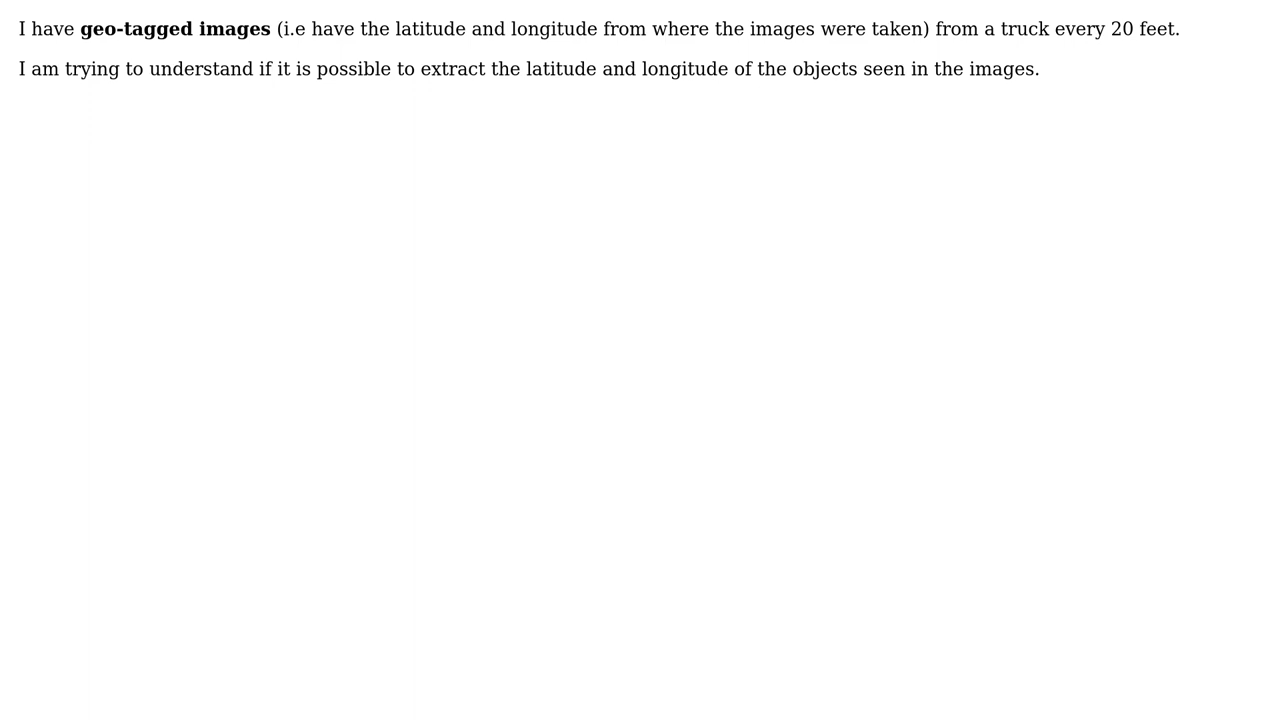 I have geo-tagged images (i.e have the latitude and longitude from where the images were taken) from a truck every 20 feet.
I am trying to understand if it is possible to extract the latitude and longitude of the objects seen in the images.